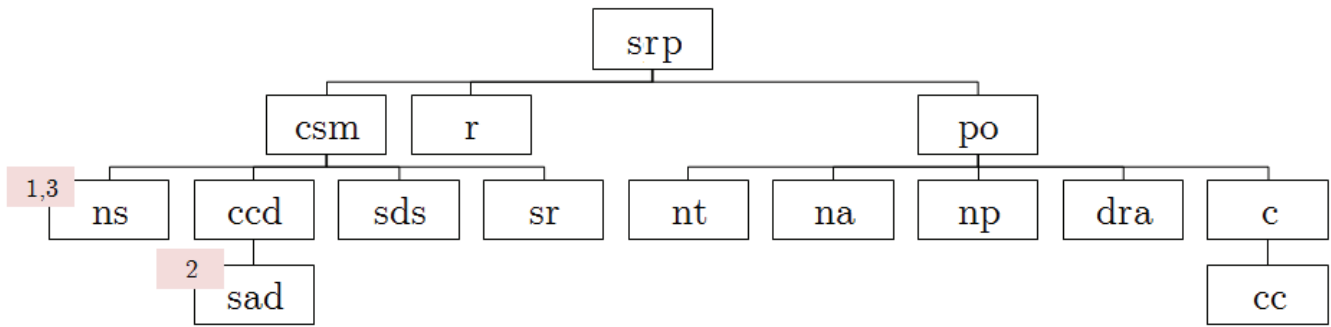 srp
csm r po
1,3
ns ccd sds sr nt na np dra c
2
sad cc